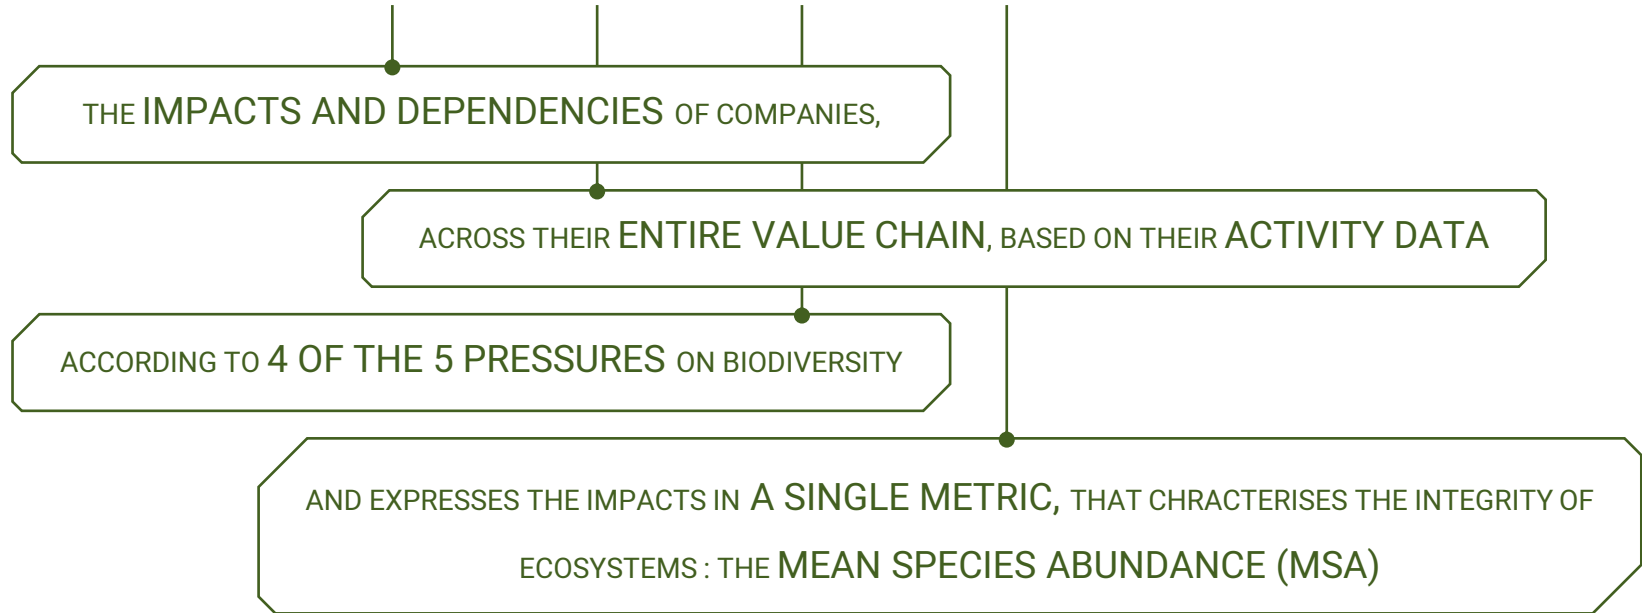 THE IMPACTS AND DEPENDENCIES OF COMPANIES,
ACROSS THEIR ENTIRE VALUE CHAIN, BASED ON THEIR ACTIVITY DATA
ACCORDING TO 4 OF THE 5 PRESSURES ON BIODIVERSITY
AND EXPRESSES THE IMPACTS IN A SINGLE METRIC, THAT CHRACTERISES THE INTEGRITY OF
ECOSYSTEMS : THE MEAN SPECIES ABUNDANCE (MSA)